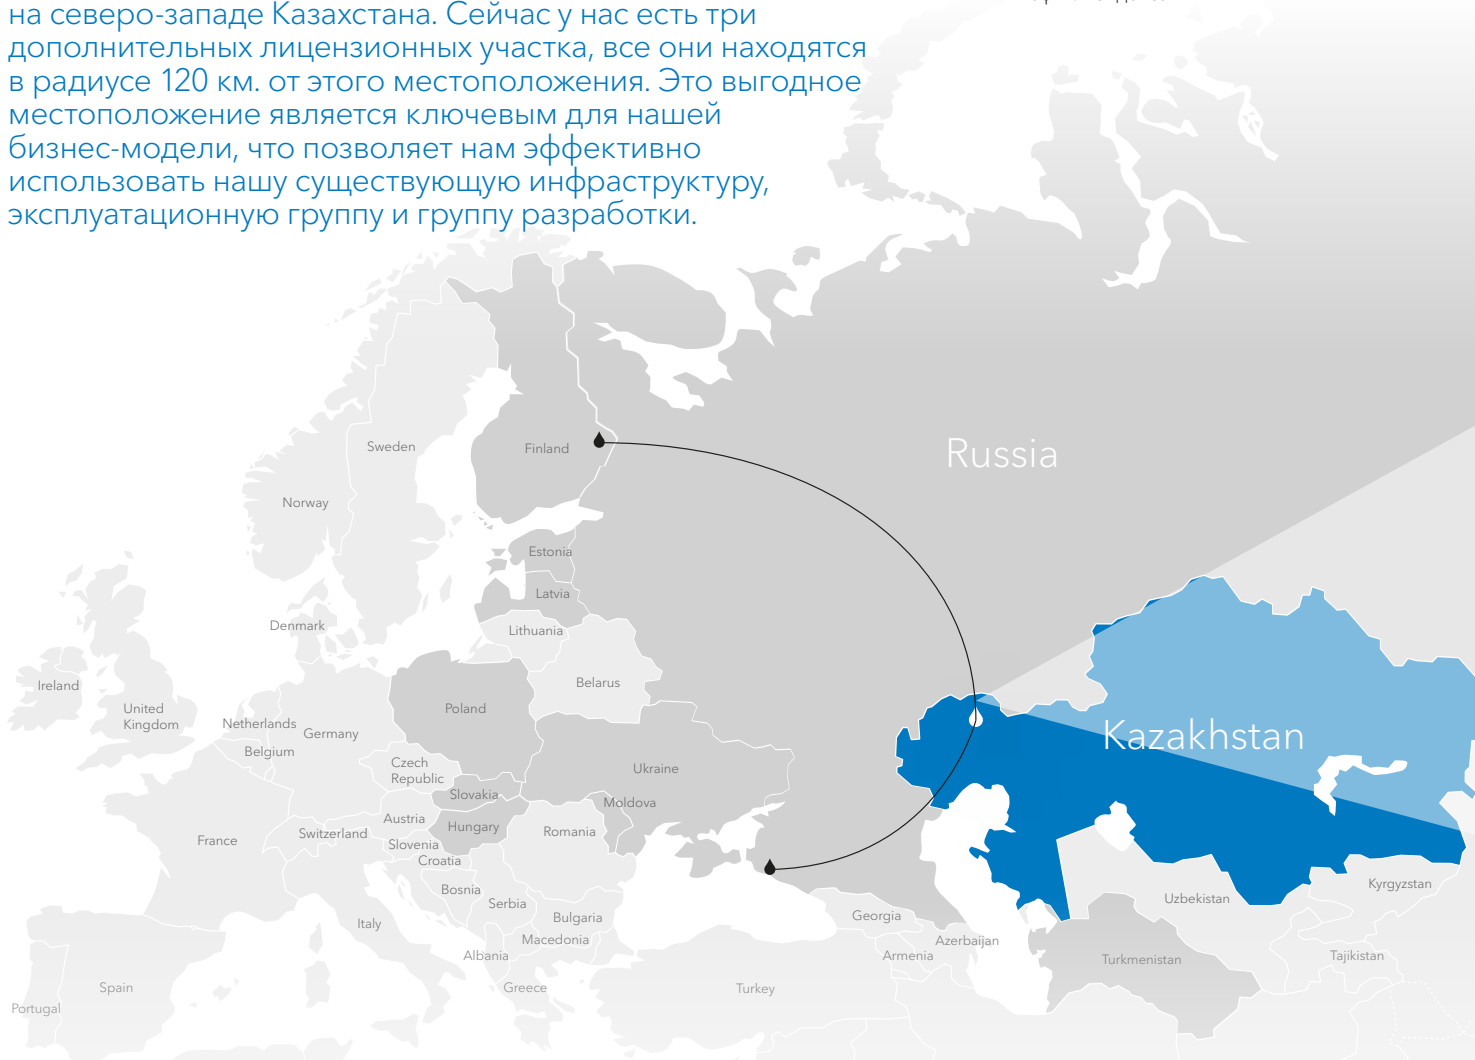 на северо-западе Казахстана. Сейчас у нас есть три
дополнительных лицензионных участка, все они находятся
в радиусе 120 км. от этого местоположения. Это выгодное
местоположение является ключевым для нашей
бизнес-модели, что позволяет нам эффективно
использовать нашу существующую инфраструктуру,
эксплуатационную группу и группу разработки.
Sweden
Finland
Russia
Norway
Estonia
Latvia
Denmark
Lithuania
Ireland
Belarus
United
Kingdom
Poland
Netherlands
Germany
Kazakhstan
Belgium
Czech
Republic
Ukraine
Slovakia
Moldova
Austria
Hungary
France
Switzerland
Romania
Slovenia
Croatia
Bosnia
Kyrgyzstan
Serbia
Uzbekistan
Italy
Bulgaria
Georgia
Macedonia
Azerbaijan
Albania
Armenia
Turkmenistan
Tajikistan
Spain
Greece
Turkey
Portugal